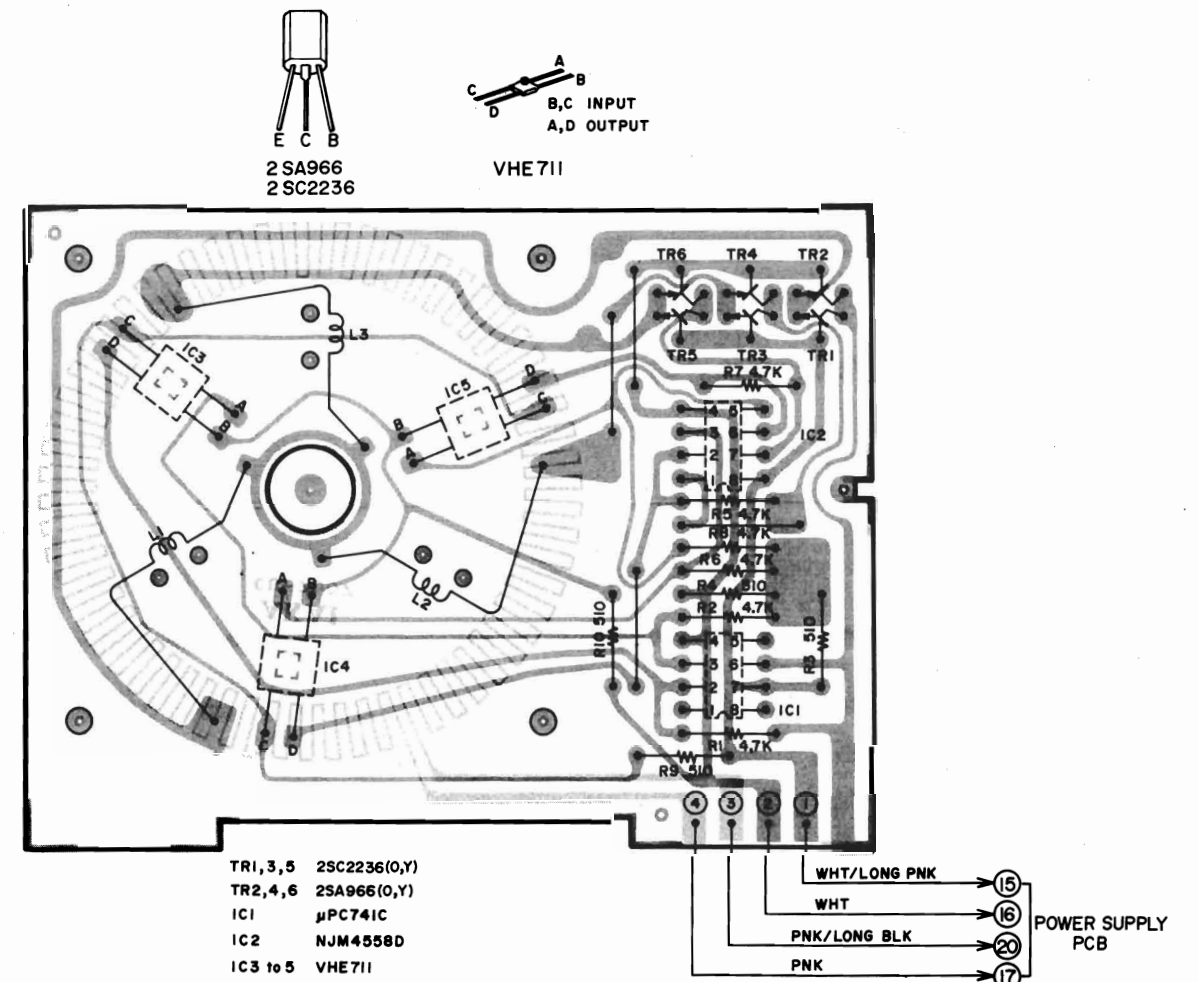 E C B
2SA966
2SC2236
A
B
C
D
B,C INPUT
A,D OUTPUT
VHE711
TR6 TR4 TR2
TR5 TR3 TR1
C
D
IC3
A
B
L3
IC5
D
C
B
A
R7 4.7K
4 5
3 6
2 7
1 8
IC2
R5 4.7K
R8 4.7K
R6 4.7K
R4 510
R2 4.7K
L1
L2
A B
IC4
C D
R10 510
R3 510
4 5
3 6
2 7
1 8
IC1
R1 4.7K
R9 510
4 3 2 1
TR1,3,5 2SC2236(O,Y)
TR2,4,6 2SA966(O,Y)
IC1 μPC741C
IC2 NJM4558D
IC3 to 5 VHE711
WHT/LONG PNK 15
WHT 16
PNK/LONG BLK 20
PNK 17
POWER SUPPLY
PCB